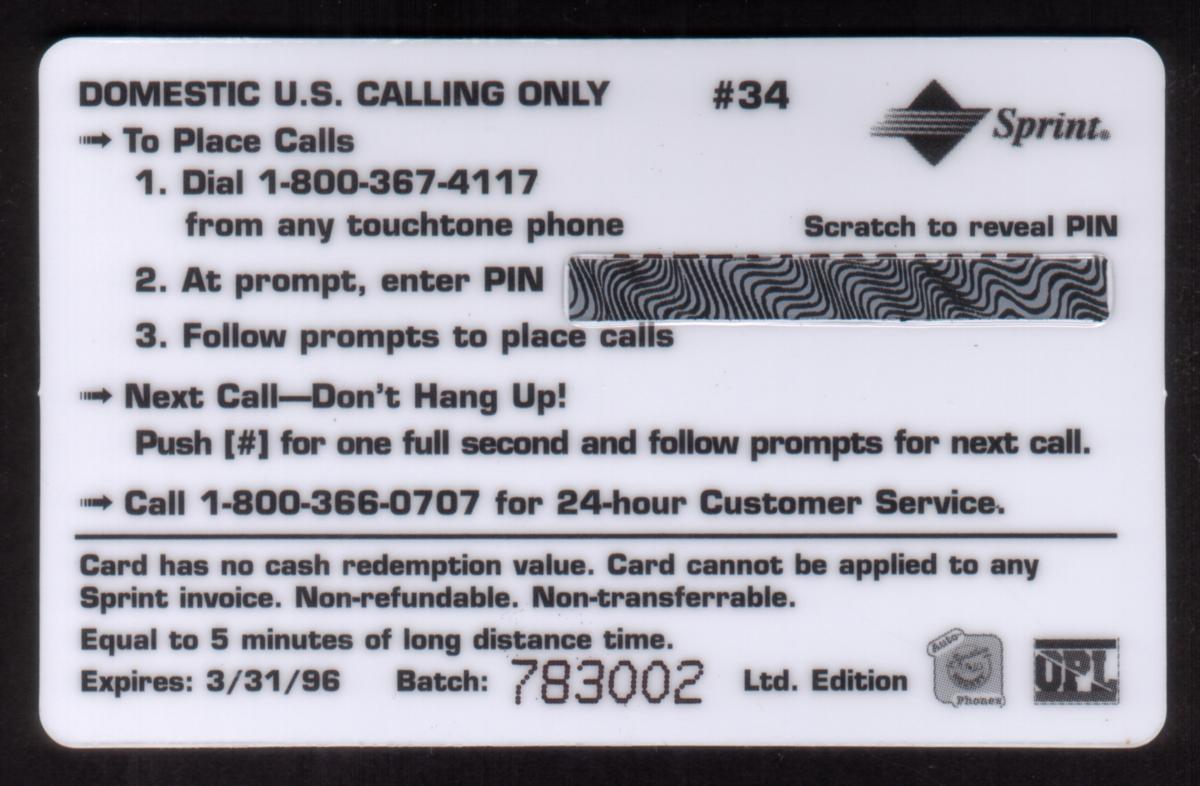 DOMESTIC U.S. CALLING ONLY #34
Sprint®
To Place Calls
1. Dial 1-800-367-4117
from any touchtone phone
Scratch to reveal PIN
2. At prompt, enter PIN
3. Follow prompts to place calls
Next Call—Don't Hang Up!
Push [#] for one full second and follow prompts for next call.
Call 1-800-366-0707 for 24-hour Customer Service.
Card has no cash redemption value. Card cannot be applied to any
Sprint invoice. Non-refundable. Non-transferrable.
Equal to 5 minutes of long distance time.
Expires: 3/31/96 Batch: 783002 Ltd. Edition
Auto
Phones
UPL